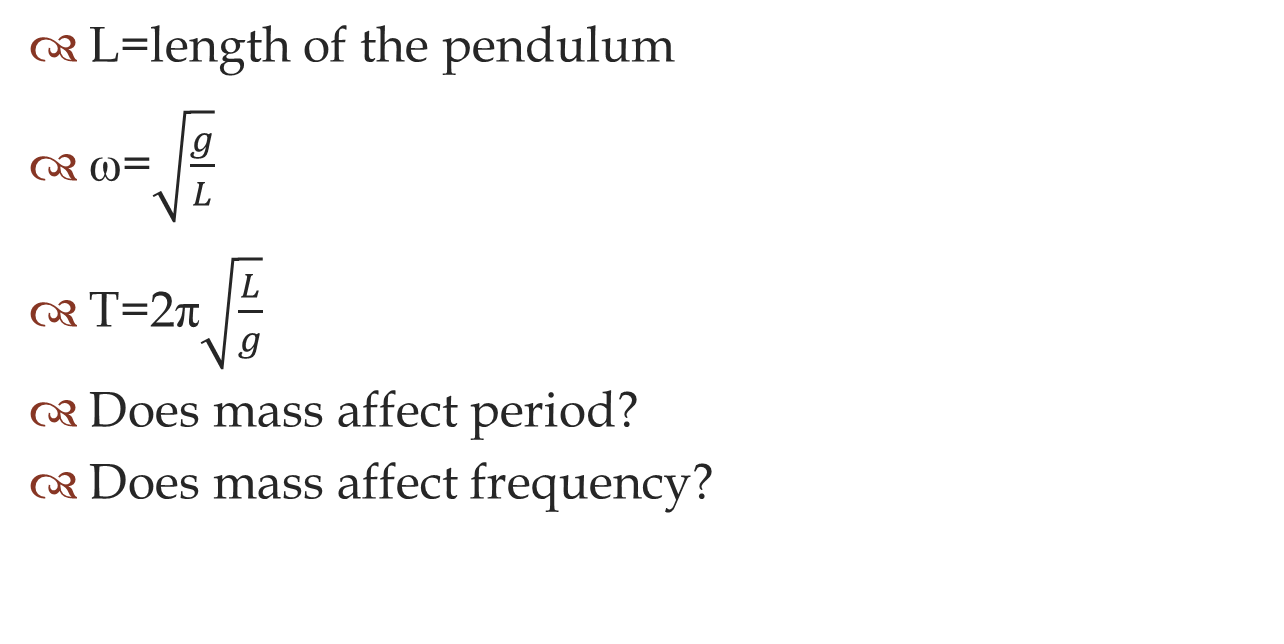 L=length of the pendulum
ω=√(g/L)
T=2π√(L/g)
Does mass affect period?
Does mass affect frequency?